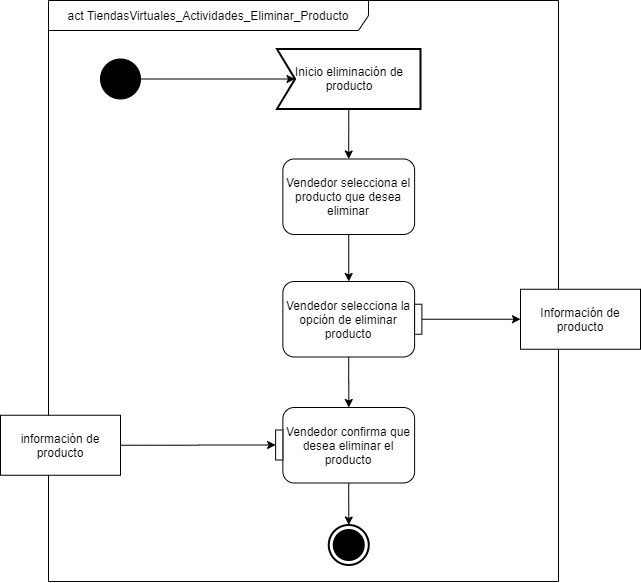 act TiendasVirtuales_Actividades_Eliminar_Producto
Inicio eliminación de
producto
Vendedor selecciona el
producto que desea
eliminar
Vendedor selecciona la
opción de eliminar
producto
Información de
producto
información de
producto
Vendedor confirma que
desea eliminar el
producto